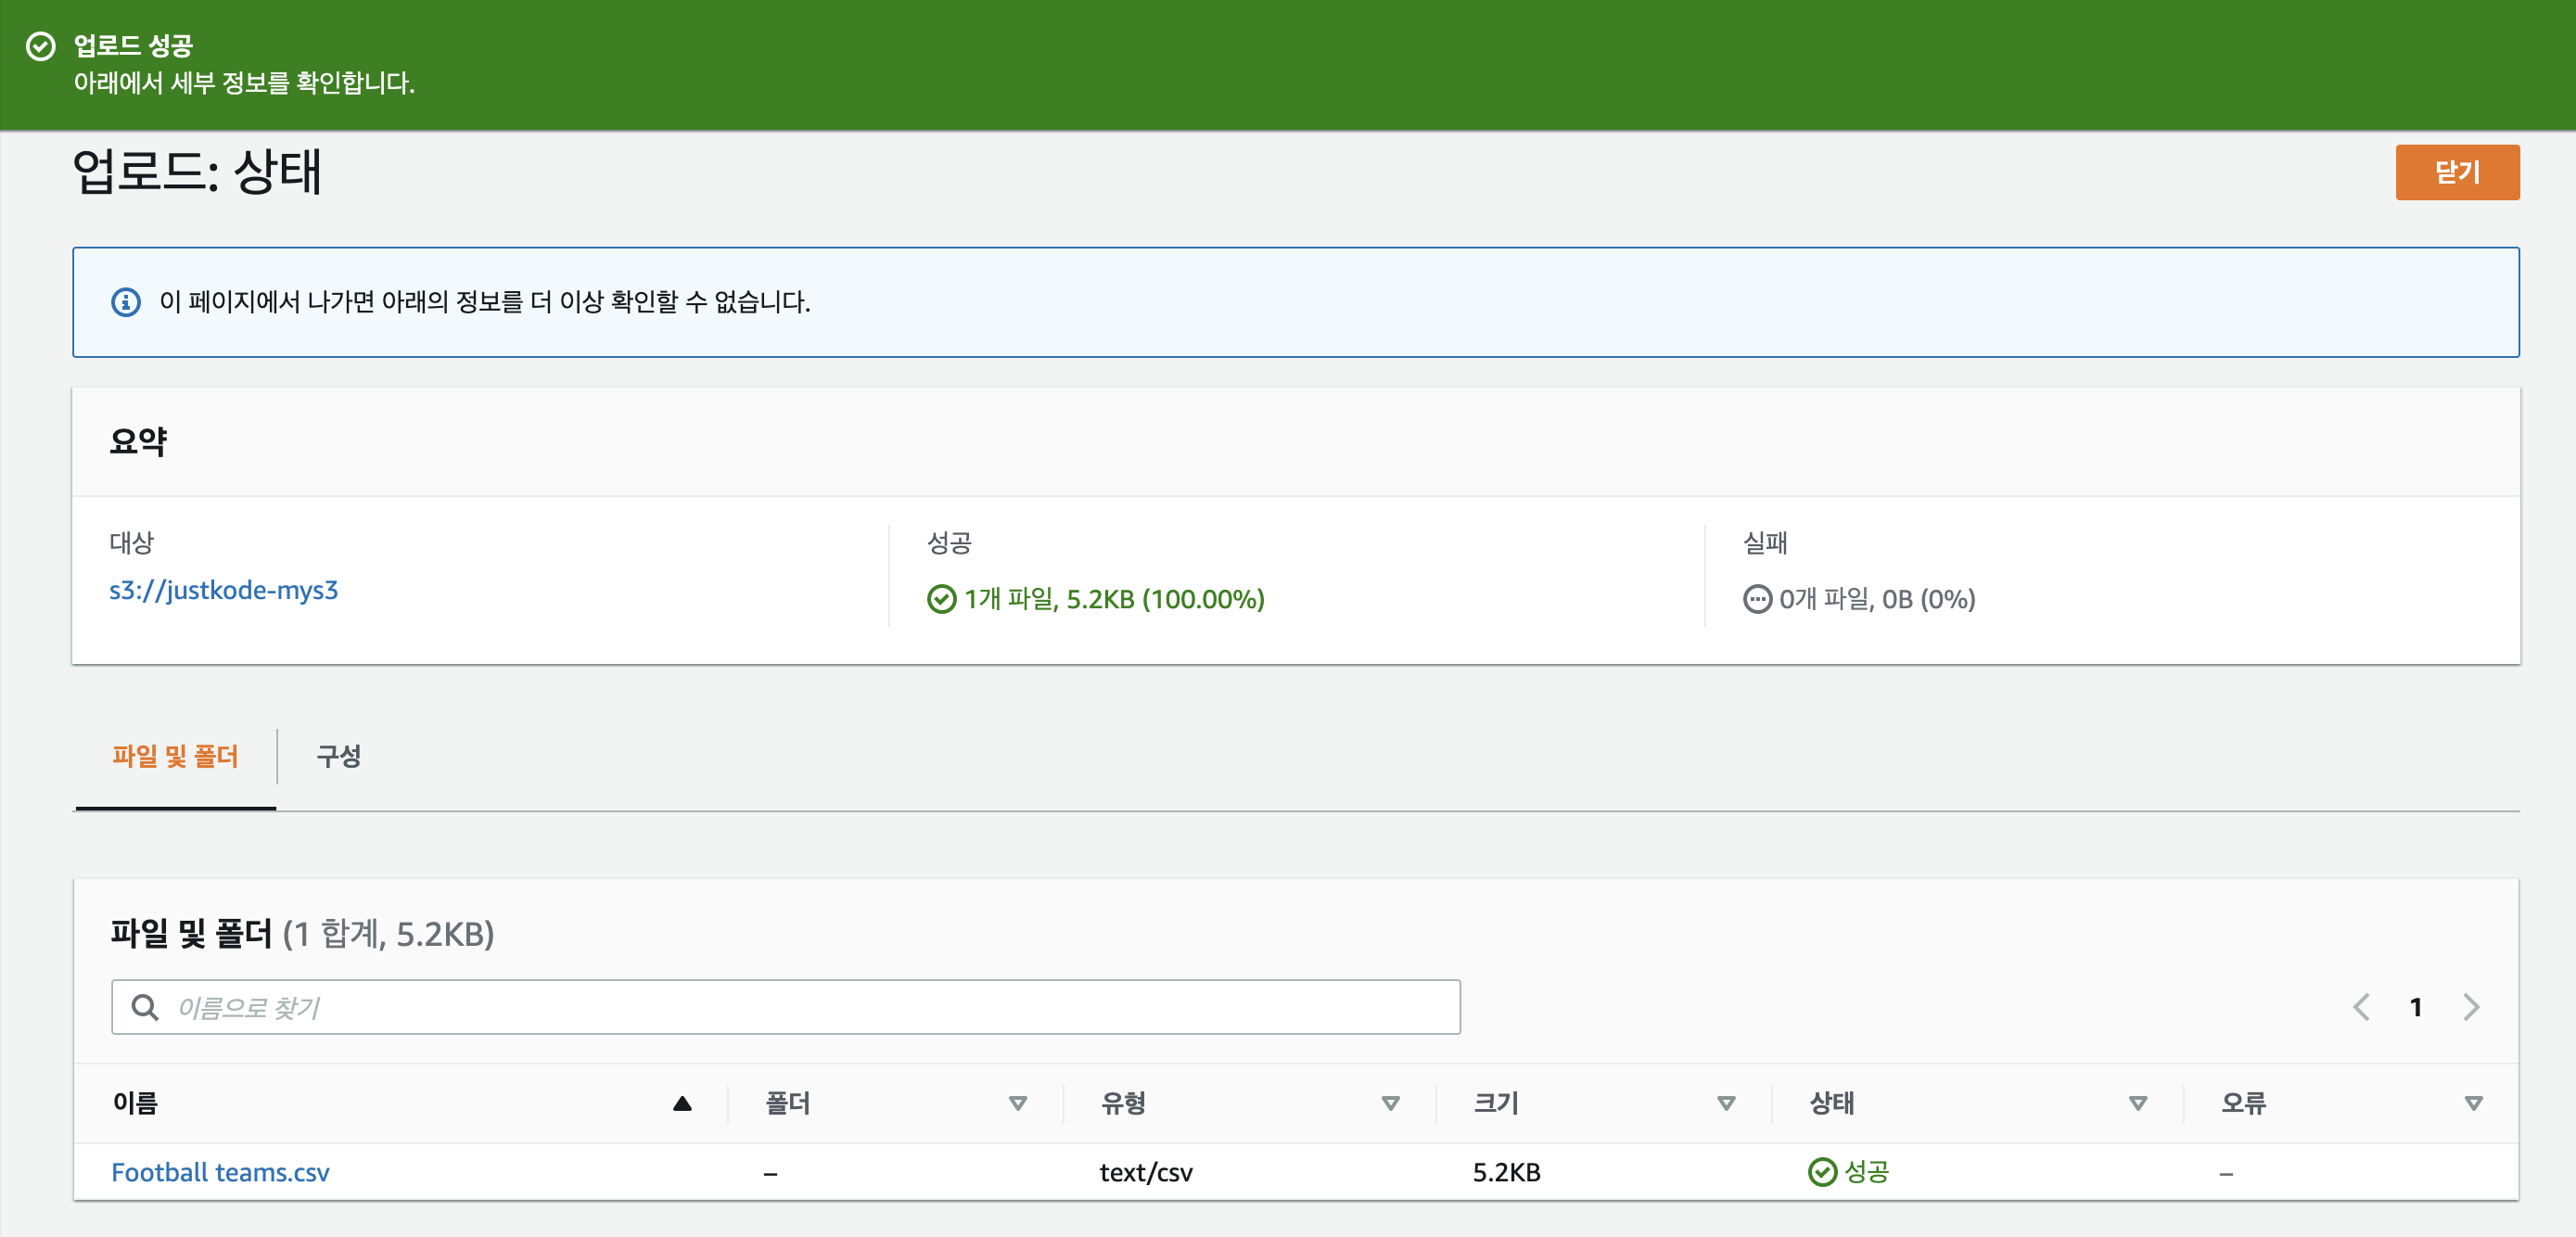 업로드 성공
아래에서 세부 정보를 확인합니다.
업로드: 상태
닫기
이 페이지에서 나가면 아래의 정보를 더 이상 확인할 수 없습니다.
요약
대상
s3://justkode-mys3
성공
1개 파일, 5.2KB (100.00%)
실패
0개 파일, 0B (0%)
파일 및 폴더 구성
파일 및 폴더 (1 합계, 5.2KB)
이름으로 찾기
1
이름 폴더 유형 크기 상태 오류
Football teams.csv – text/csv 5.2KB 성공 –